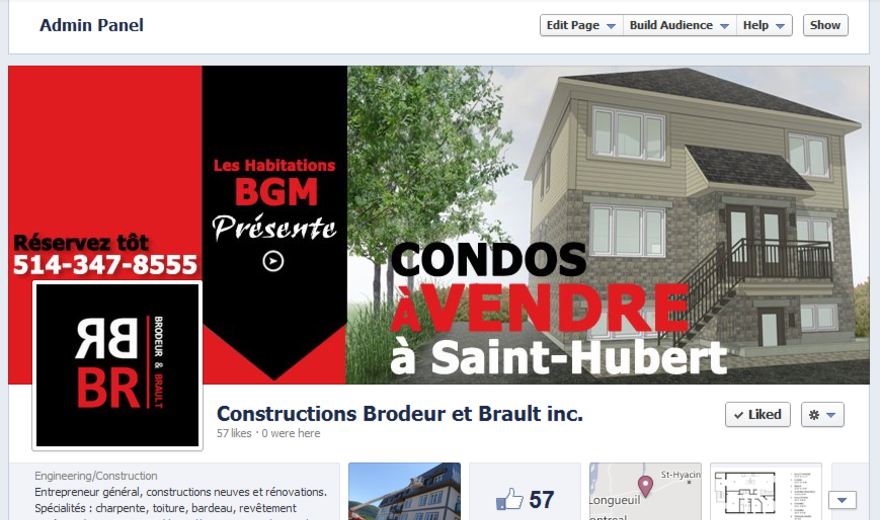 Admin Panel
Edit Page
Build Audience
Help
Show
Les Habitations
BGM
Présente
Réservez tôt
514-347-8555
CONDOS
À VENDRE
à Saint-Hubert
RB
BR
BRODEUR & BRAULT
Constructions Brodeur et Brault inc.
57 likes · 0 were here
Liked
Engineering/Construction
Entrepreneur général, constructions neuves et rénovations.
Spécialités : charpente, toiture, bardeau, revêtement
57
St-Hyacin
Longueuil
ontreal